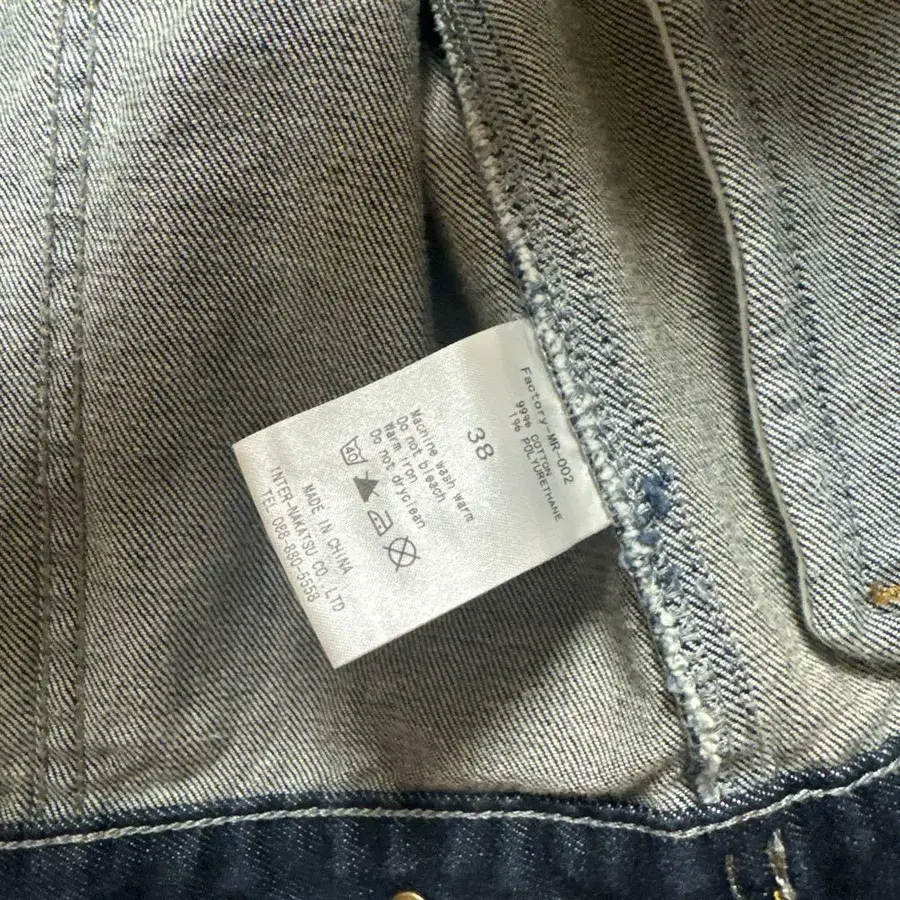 Factory-MR-002
99% COTTON
1% POLYURETHANE
38
Machine wash warm
Do not bleach
Warm iron
Do not dryclean
40
MADE IN CHINA
INTER-NAKATSU CO., LTD
TEL 088-880-5558